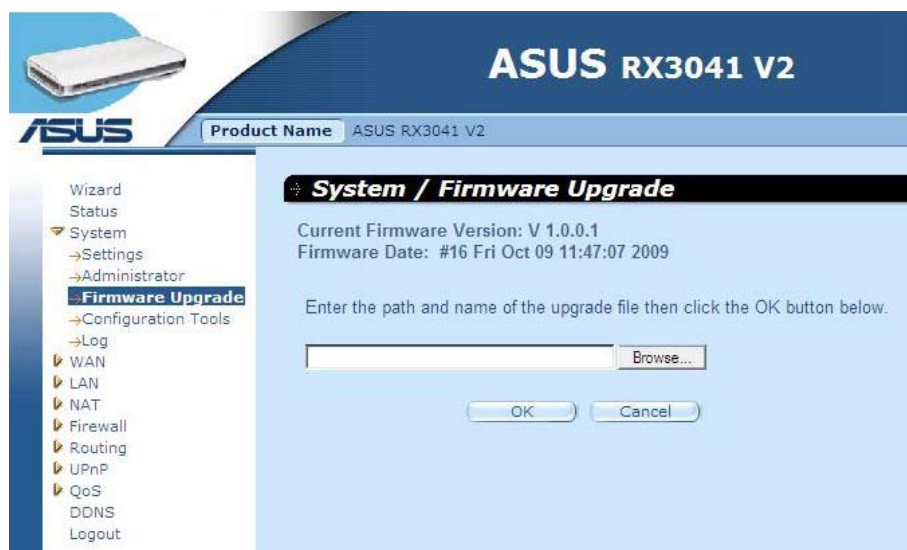 ASUS RX3041 V2
ASUS
Product Name ASUS RX3041 V2
Wizard
Status
System
→Settings
→Administrator
→Firmware Upgrade
→Configuration Tools
→Log
WAN
LAN
NAT
Firewall
Routing
UPnP
QoS
DDNS
Logout
System / Firmware Upgrade
Current Firmware Version: V 1.0.0.1
Firmware Date: #16 Fri Oct 09 11:47:07 2009
Enter the path and name of the upgrade file then click the OK button below.
Browse...
OK Cancel